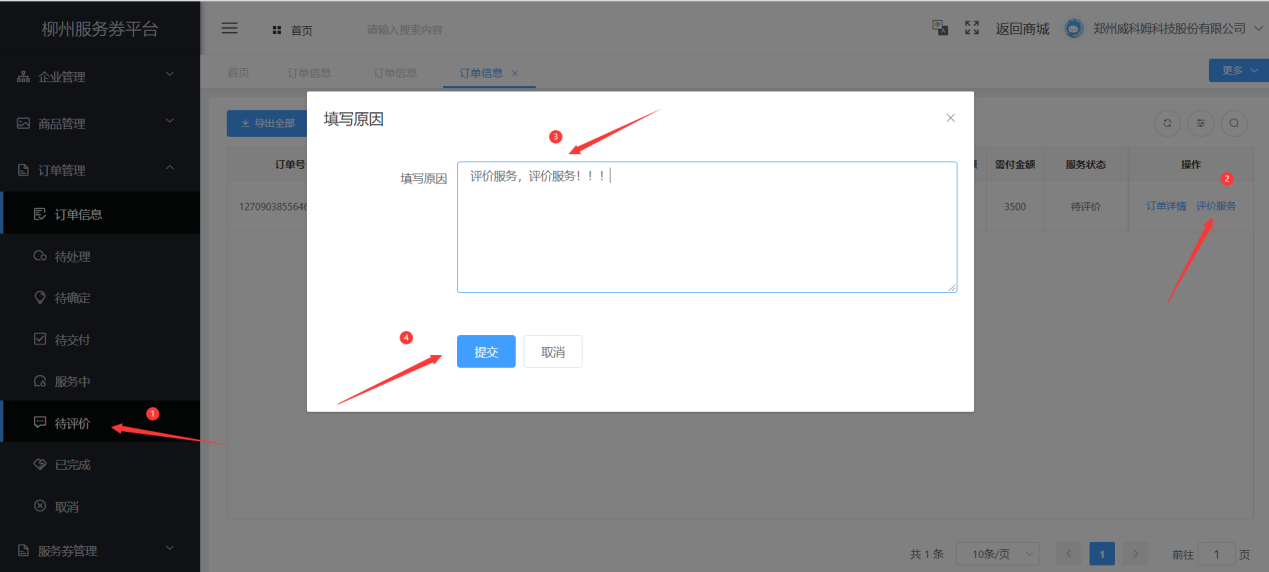 柳州服务券平台
首页
请输入搜索内容
返回商城
郑州威科姆科技股份有限公司
企业管理
商品管理
订单管理
订单信息
待处理
待确定
待交付
服务中
待评价
1
已完成
取消
服务券管理
首页
订单信息
订单信息
订单信息 ×
更多
导出全部
订单号
需付金额
服务状态
操作
2
127090385564
3500
待评价
订单详情 评价服务
填写原因
×
3
填写原因
评价服务，评价服务！！！
4
提交
取消
共 1 条
10条/页
1
前往 1 页